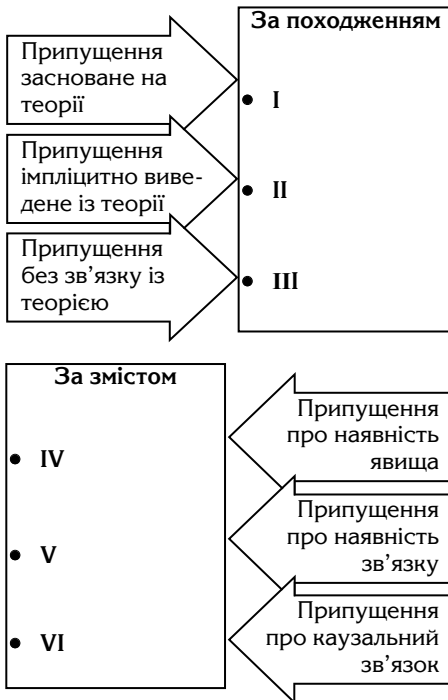 За походженням
Припущення
засноване на
теорії
• I
Припущення
імпліцитно виве-
дене із теорії
• II
Припущення
без зв’язку із
теорією
• III
За змістом
• IV
Припущення
про наявність
явища
• V
Припущення
про наявність
зв’язку
• VI
Припущення
про каузальний
зв’язок